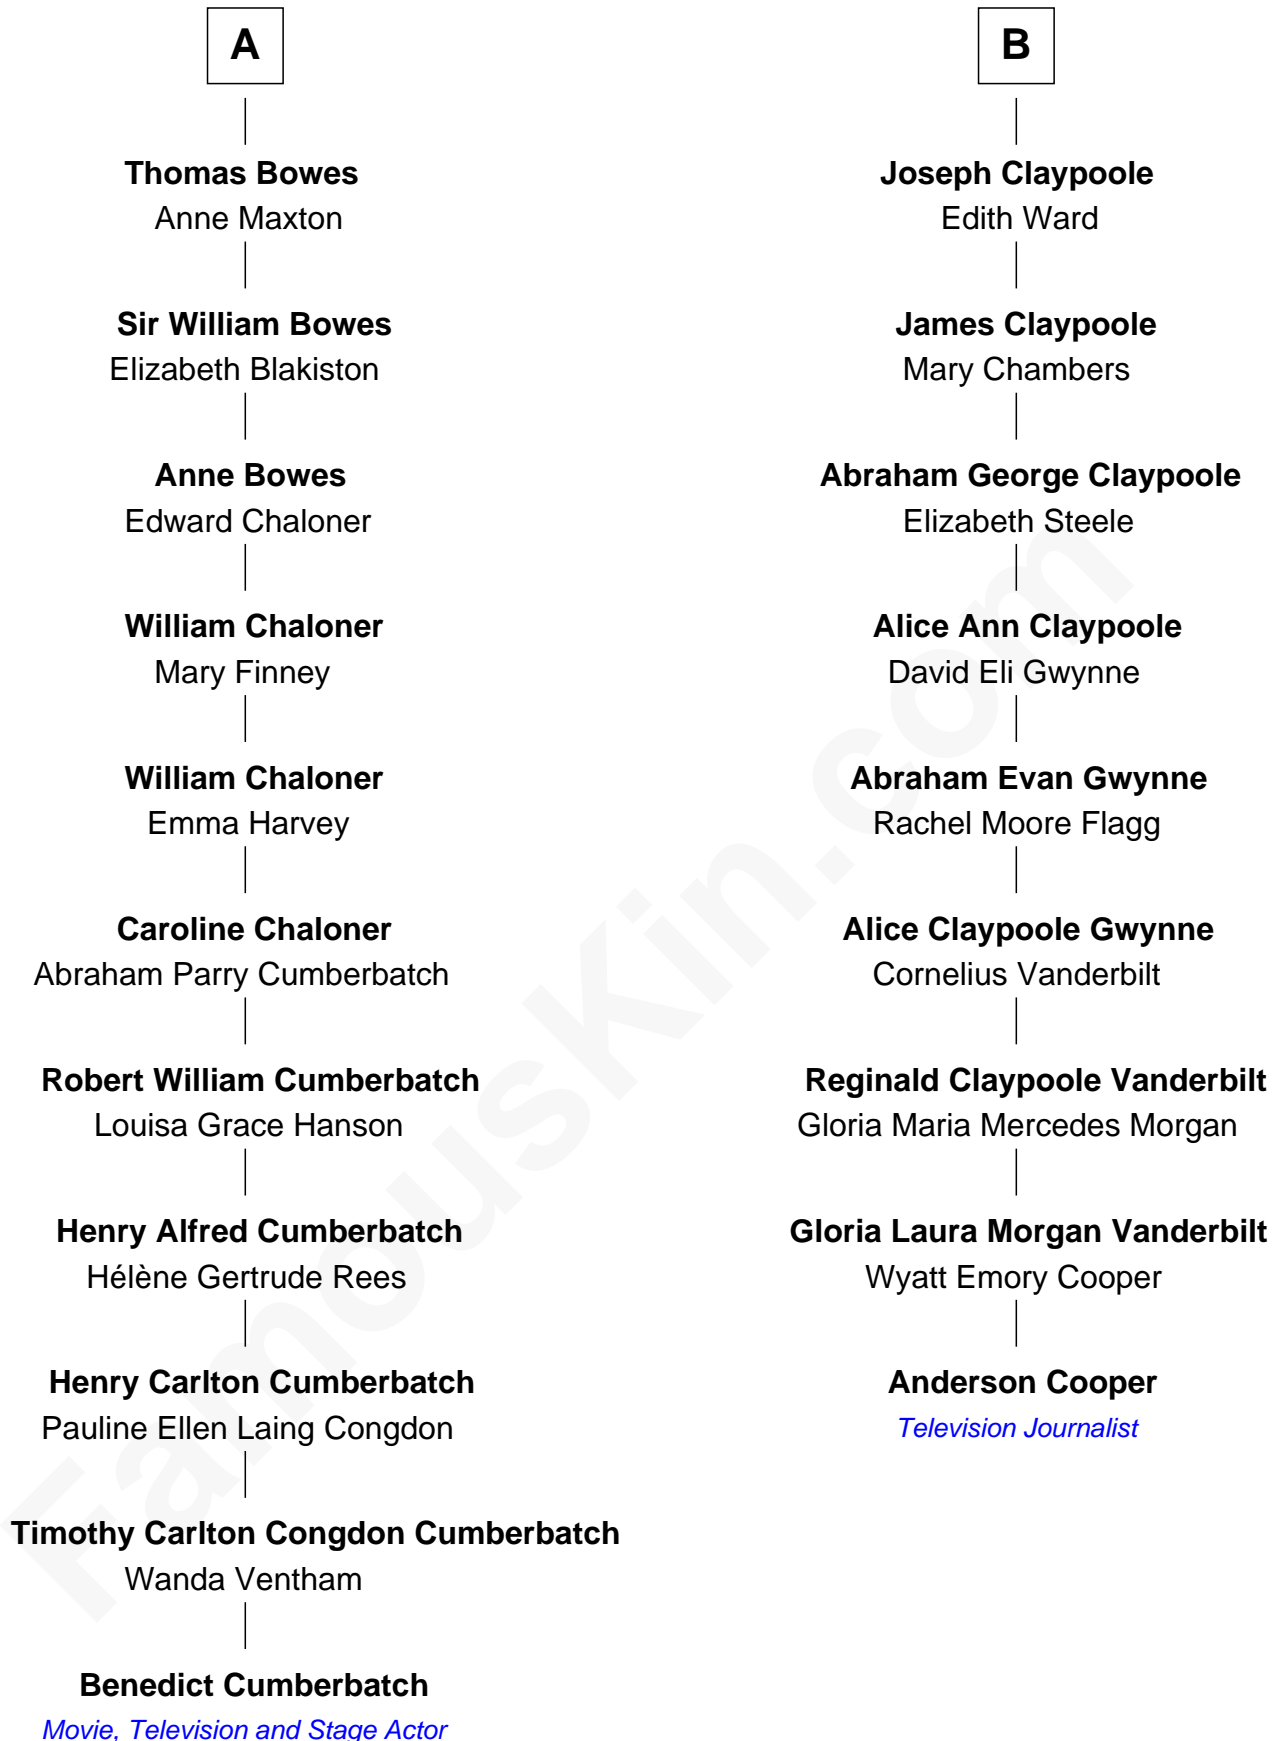 A
Thomas Bowes
Anne Maxton
Sir William Bowes
Elizabeth Blakiston
Anne Bowes
Edward Chaloner
William Chaloner
Mary Finney
William Chaloner
Emma Harvey
Caroline Chaloner
Abraham Parry Cumberbatch
Robert William Cumberbatch
Louisa Grace Hanson
Henry Alfred Cumberbatch
Hélène Gertrude Rees
Henry Carlton Cumberbatch
Pauline Ellen Laing Congdon
Timothy Carlton Congdon Cumberbatch
Wanda Ventham
Benedict Cumberbatch
Movie, Television and Stage Actor
B
Joseph Claypoole
Edith Ward
James Claypoole
Mary Chambers
Abraham George Claypoole
Elizabeth Steele
Alice Ann Claypoole
David Eli Gwynne
Abraham Evan Gwynne
Rachel Moore Flagg
Alice Claypoole Gwynne
Cornelius Vanderbilt
Reginald Claypoole Vanderbilt
Gloria Maria Mercedes Morgan
Gloria Laura Morgan Vanderbilt
Wyatt Emory Cooper
Anderson Cooper
Television Journalist
FamousKin.com